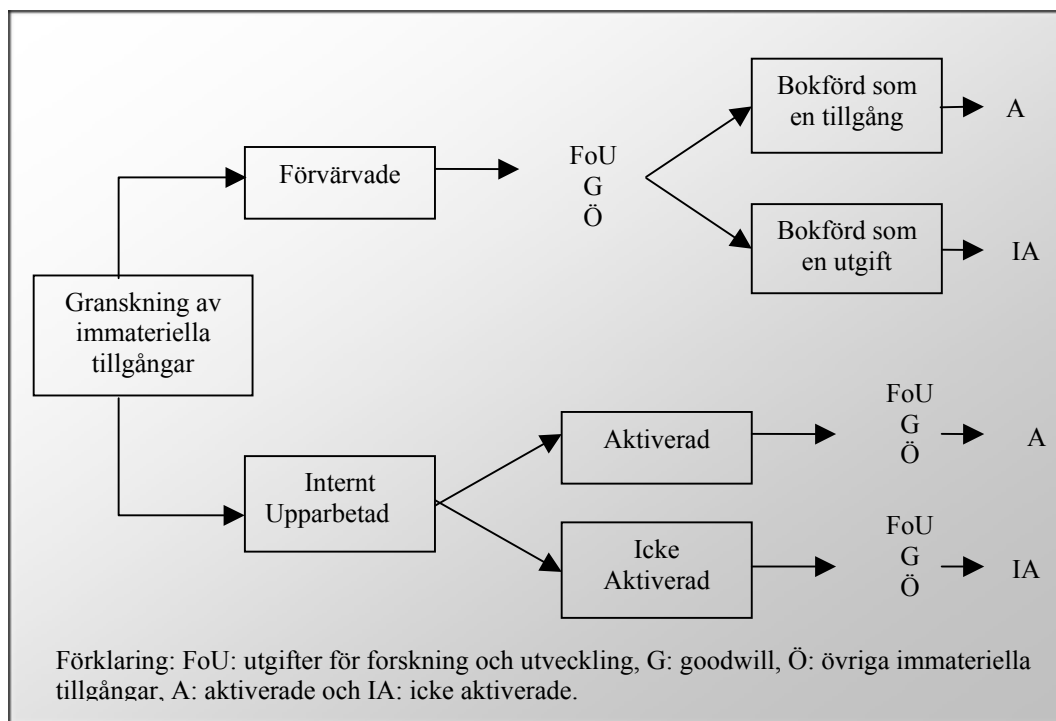 Granskning av
immateriella
tillgångar
Förvärvade
FoU
G
Ö
Bokförd som
en tillgång
A
Bokförd som
en utgift
IA
Internt
Upparbetad
Aktiverad
FoU
G
Ö
A
Icke
Aktiverad
FoU
G
Ö
IA
Förklaring: FoU: utgifter för forskning och utveckling, G: goodwill, Ö: övriga immateriella
tillgångar, A: aktiverade och IA: icke aktiverade.